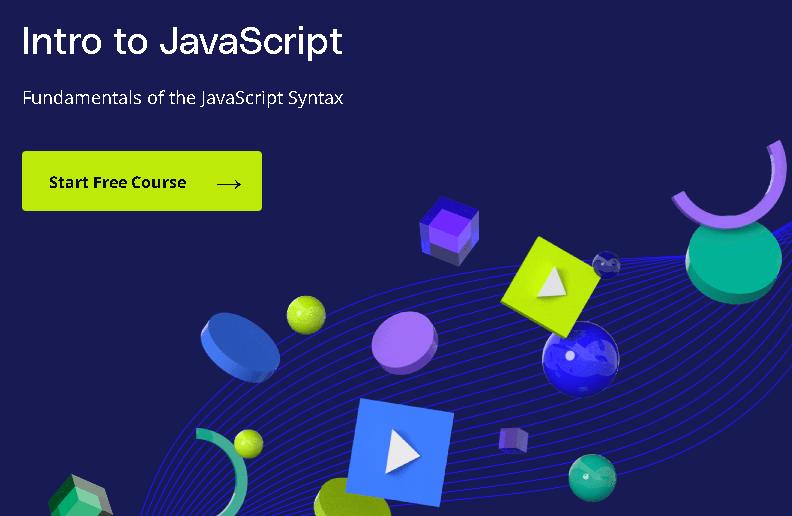 Intro to JavaScript
Fundamentals of the JavaScript Syntax
Start Free Course →